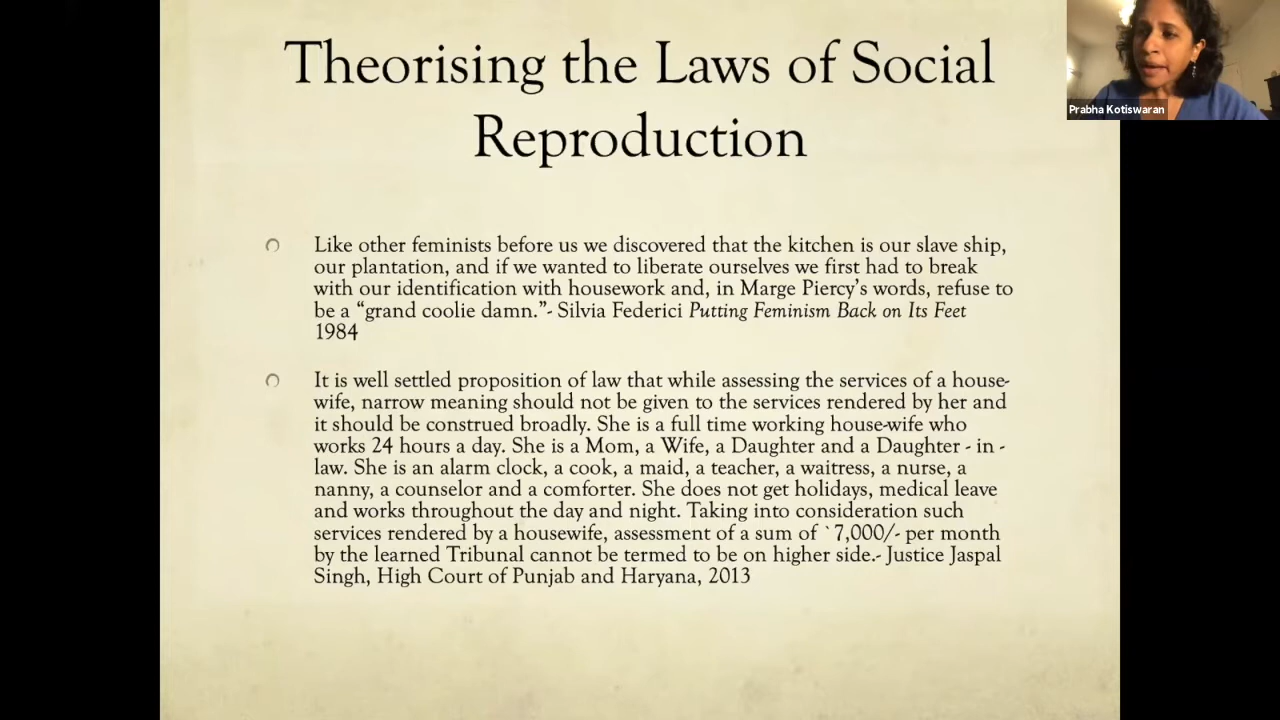 Theorising the Laws of Social
Reproduction
Prabha Kotiswaran
Like other feminists before us we discovered that the kitchen is our slave ship,
our plantation, and if we wanted to liberate ourselves we first had to break
with our identification with housework and, in Marge Piercy's words, refuse to
be a “grand coolie damn.”- Silvia Federici Putting Feminism Back on Its Feet
1984
It is well settled proposition of law that while assessing the services of a house-
wife, narrow meaning should not be given to the services rendered by her and
it should be construed broadly. She is a full time working house-wife who
works 24 hours a day. She is a Mom, a Wife, a Daughter and a Daughter - in -
law. She is an alarm clock, a cook, a maid, a teacher, a waitress, a nurse, a
nanny, a counselor and a comforter. She does not get holidays, medical leave
and works throughout the day and night. Taking into consideration such
services rendered by a housewife, assessment of a sum of `7,000/- per month
by the learned Tribunal cannot be termed to be on higher side.- Justice Jaspal
Singh, High Court of Punjab and Haryana, 2013